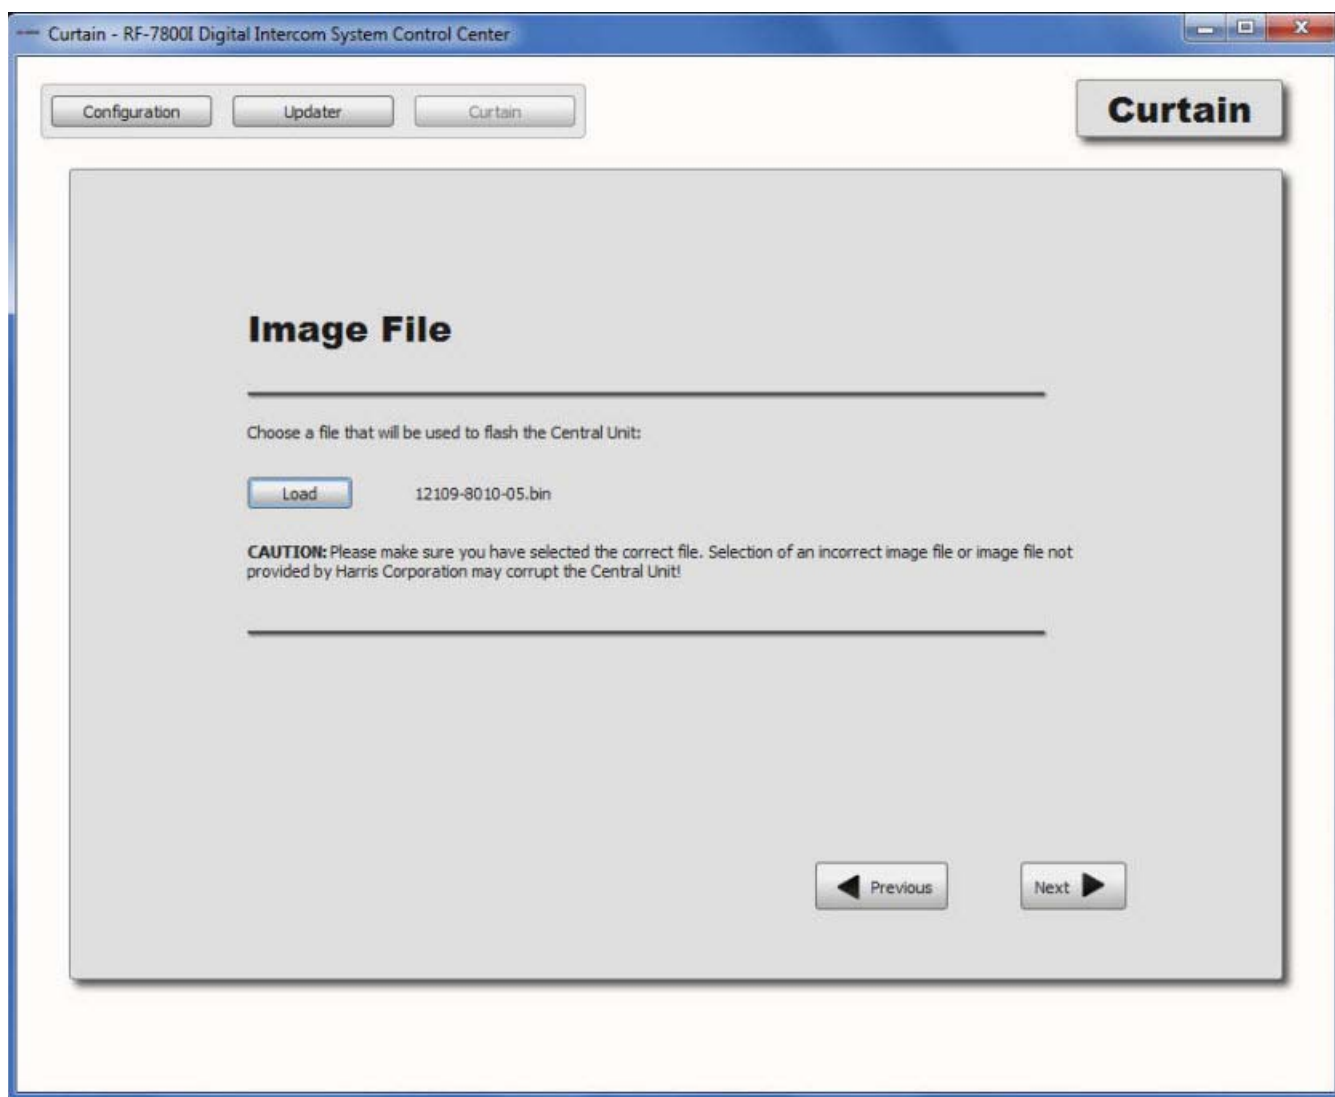 Curtain - RF-7800I Digital Intercom System Control Center
Configuration
Updater
Curtain
Curtain
Image File
Choose a file that will be used to flash the Central Unit:
Load
12109-8010-05.bin
CAUTION: Please make sure you have selected the correct file. Selection of an incorrect image file or image file not
provided by Harris Corporation may corrupt the Central Unit!
Previous
Next